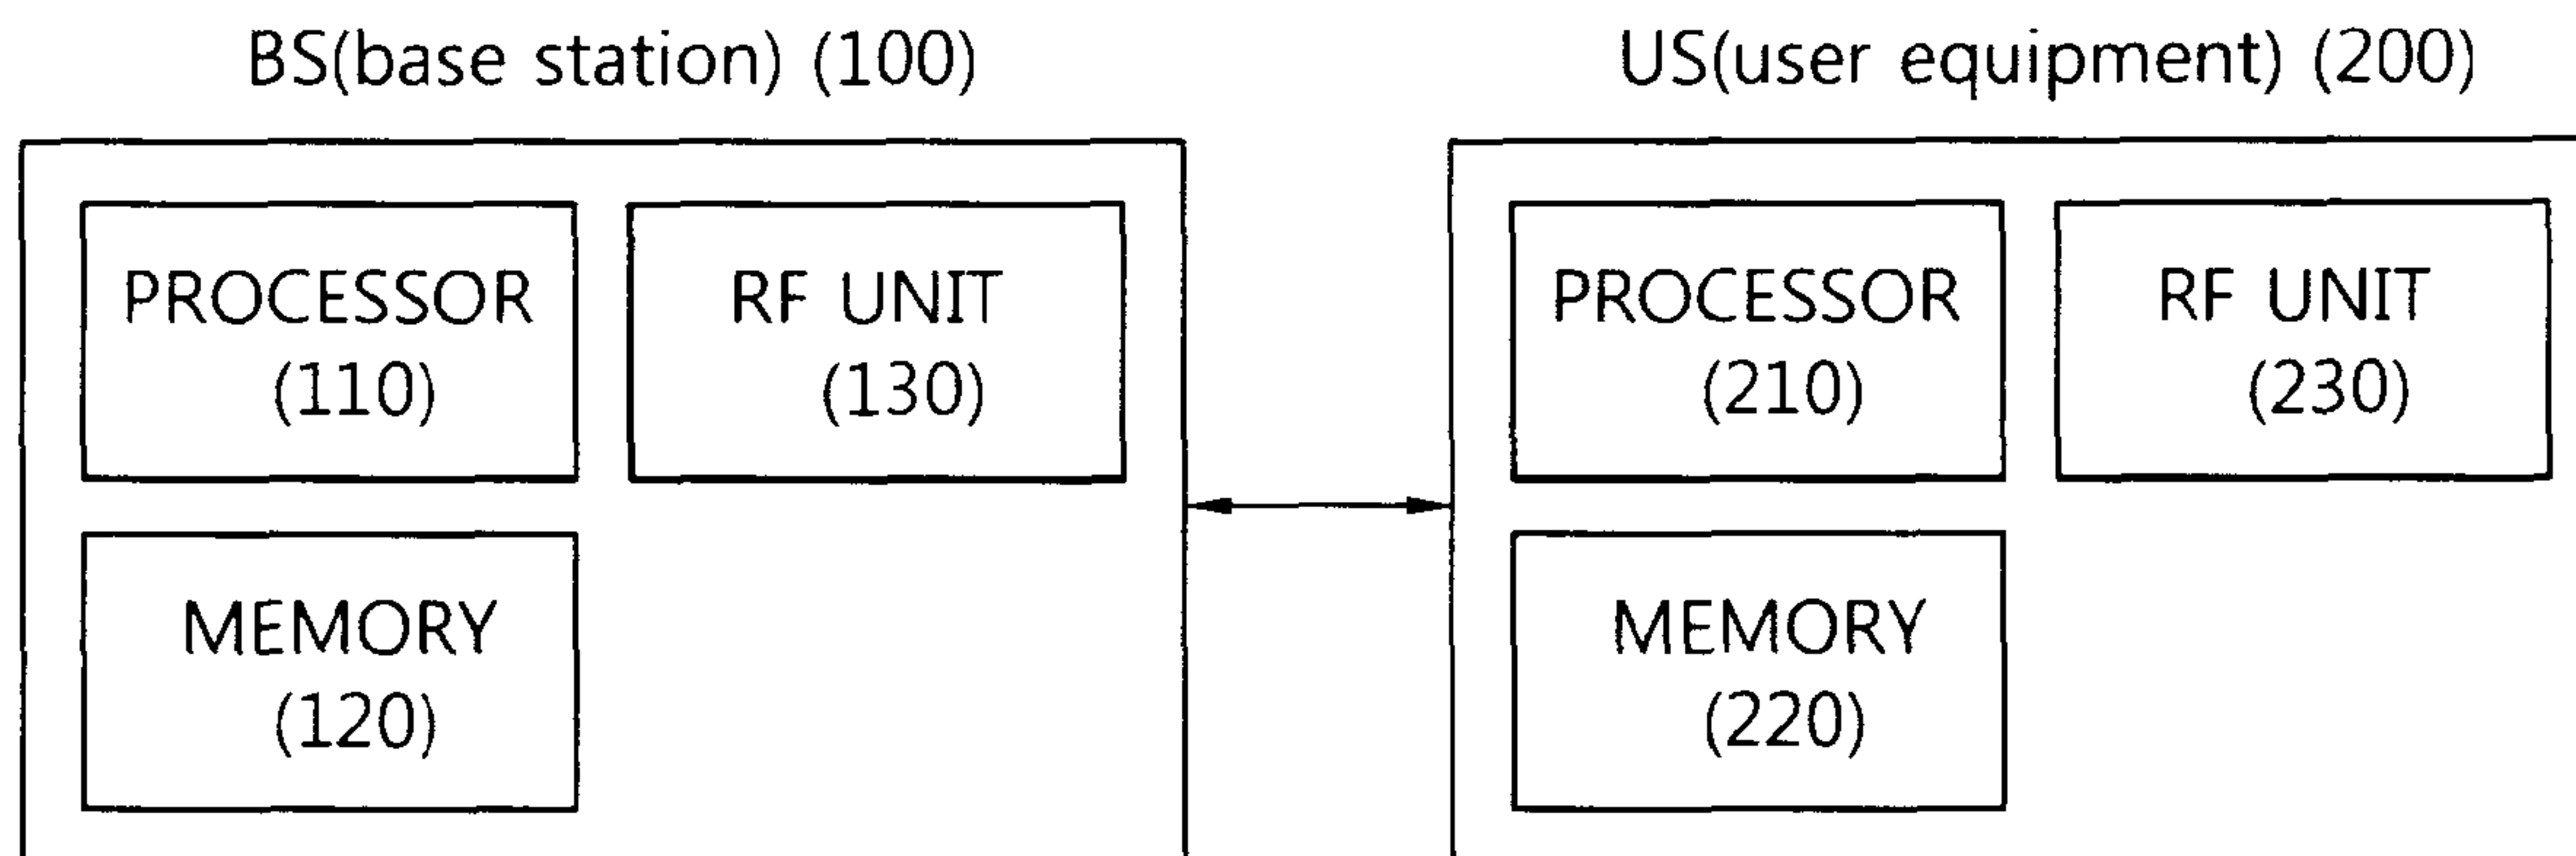 BS(base station) (100)
PROCESSOR
(110)
RF UNIT
(130)
MEMORY
(120)
US(user equipment) (200)
PROCESSOR
(210)
RF UNIT
(230)
MEMORY
(220)